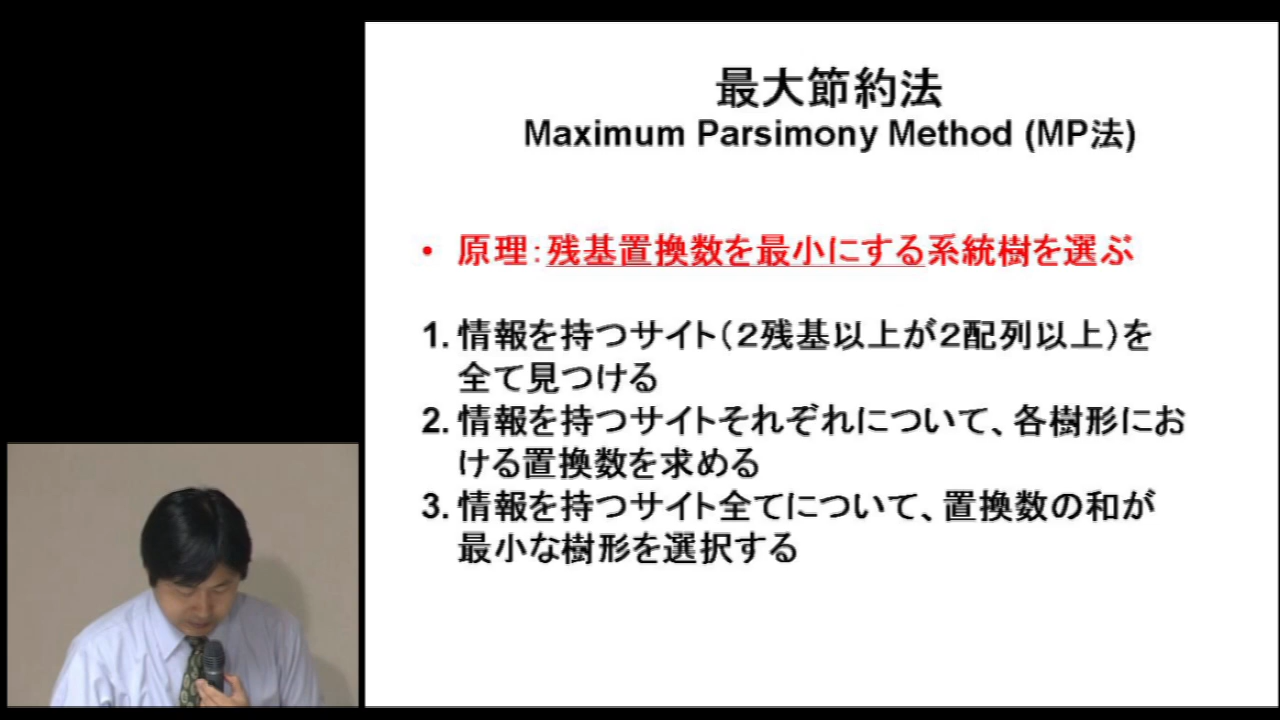 最大節約法
Maximum Parsimony Method (MP法)
• 原理:残基置換数を最小にする系統樹を選ぶ
1. 情報を持つサイト(２残基以上が２配列以上)を
全て見つける
2. 情報を持つサイトそれぞれについて、各樹形にお
ける置換数を求める
3. 情報を持つサイト全てについて、置換数の和が
最小な樹形を選択する